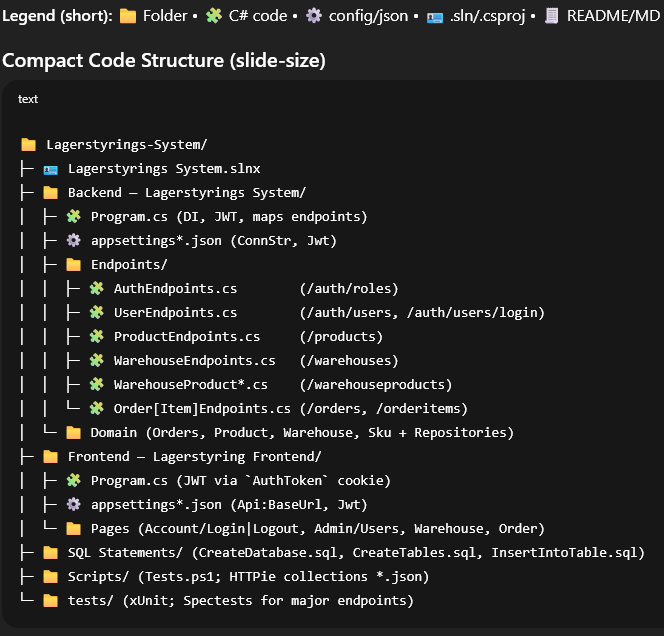 Legend (short): 📁 Folder • 🧩 C# code • ⚙️ config/json • 🪪 .sln/.csproj • 🧾 README/MD
Compact Code Structure (slide-size)
text
📁 Lagerstyrings-System/
├─ 🪪 Lagerstyrings System.slnx
├─ 📁 Backend – Lagerstyrings System/
│  ├─ 🧩 Program.cs (DI, JWT, maps endpoints)
│  ├─ ⚙️ appsettings*.json (ConnStr, Jwt)
│  ├─ 📁 Endpoints/
│  │  ├─ 🧩 AuthEndpoints.cs        (/auth/roles)
│  │  ├─ 🧩 UserEndpoints.cs        (/auth/users, /auth/users/login)
│  │  ├─ 🧩 ProductEndpoints.cs     (/products)
│  │  ├─ 🧩 WarehouseEndpoints.cs   (/warehouses)
│  │  ├─ 🧩 WarehouseProduct*.cs    (/warehouseproducts)
│  │  └─ 🧩 Order[Item]Endpoints.cs (/orders, /orderitems)
│  └─ 📁 Domain (Orders, Product, Warehouse, Sku + Repositories)
├─ 📁 Frontend – Lagerstyring Frontend/
│  ├─ 🧩 Program.cs (JWT via `AuthToken` cookie)
│  ├─ ⚙️ appsettings*.json (Api:BaseUrl, Jwt)
│  └─ 📁 Pages (Account/Login|Logout, Admin/Users, Warehouse, Order)
├─ 📁 SQL Statements/ (CreateDatabase.sql, CreateTables.sql, InsertIntoTable.sql)
├─ 📁 Scripts/ (Tests.ps1; HTTPie collections *.json)
└─ 📁 tests/ (xUnit; Spectests for major endpoints)